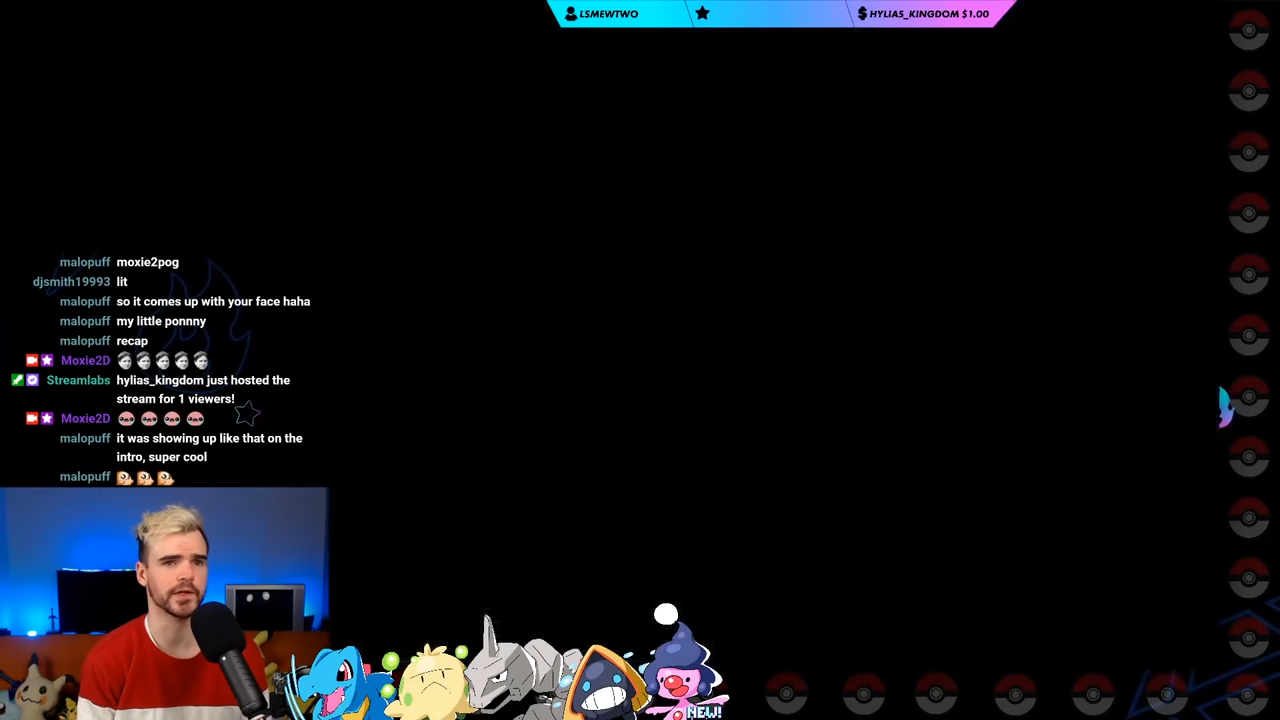 LSMEWTWO
HYLIAS_KINGDOM $1.00
malopuff moxie2pog
djsmith19993 lit
malopuff so it comes up with your face haha
malopuff my little ponnny
malopuff recap
Moxie2D
Streamlabs hylias_kingdom just hosted the
stream for 1 viewers!
Moxie2D
malopuff it was showing up like that on the
intro, super cool
malopuff
NEW!